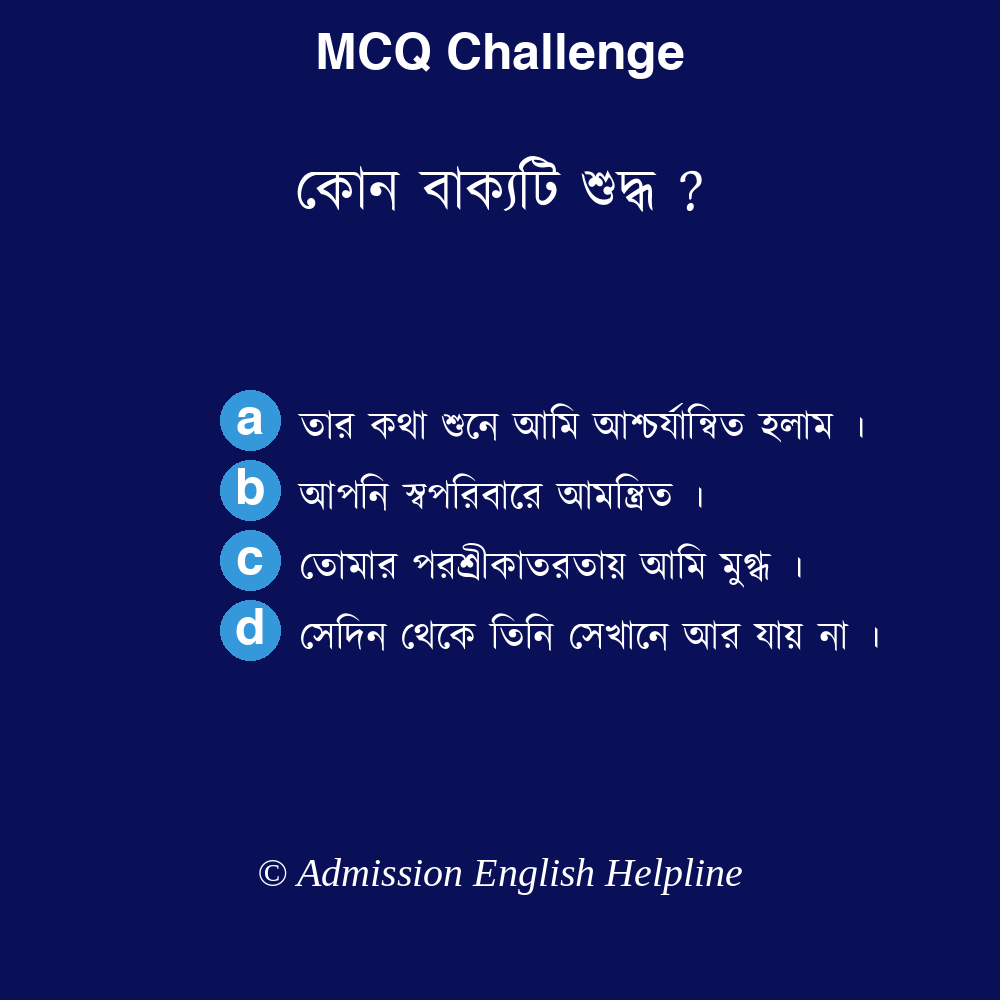 MCQ Challenge
কোন বাক্যটি শুদ্ধ ?
a তার কথা শুনে আমি আশ্চর্যান্বিত হলাম ।
b আপনি স্বপরিবারে আমন্ত্রিত ।
c তোমার পরশ্রীকাতরতায় আমি মুগ্ধ ।
d সেদিন থেকে তিনি সেখানে আর যায় না ।
© Admission English Helpline